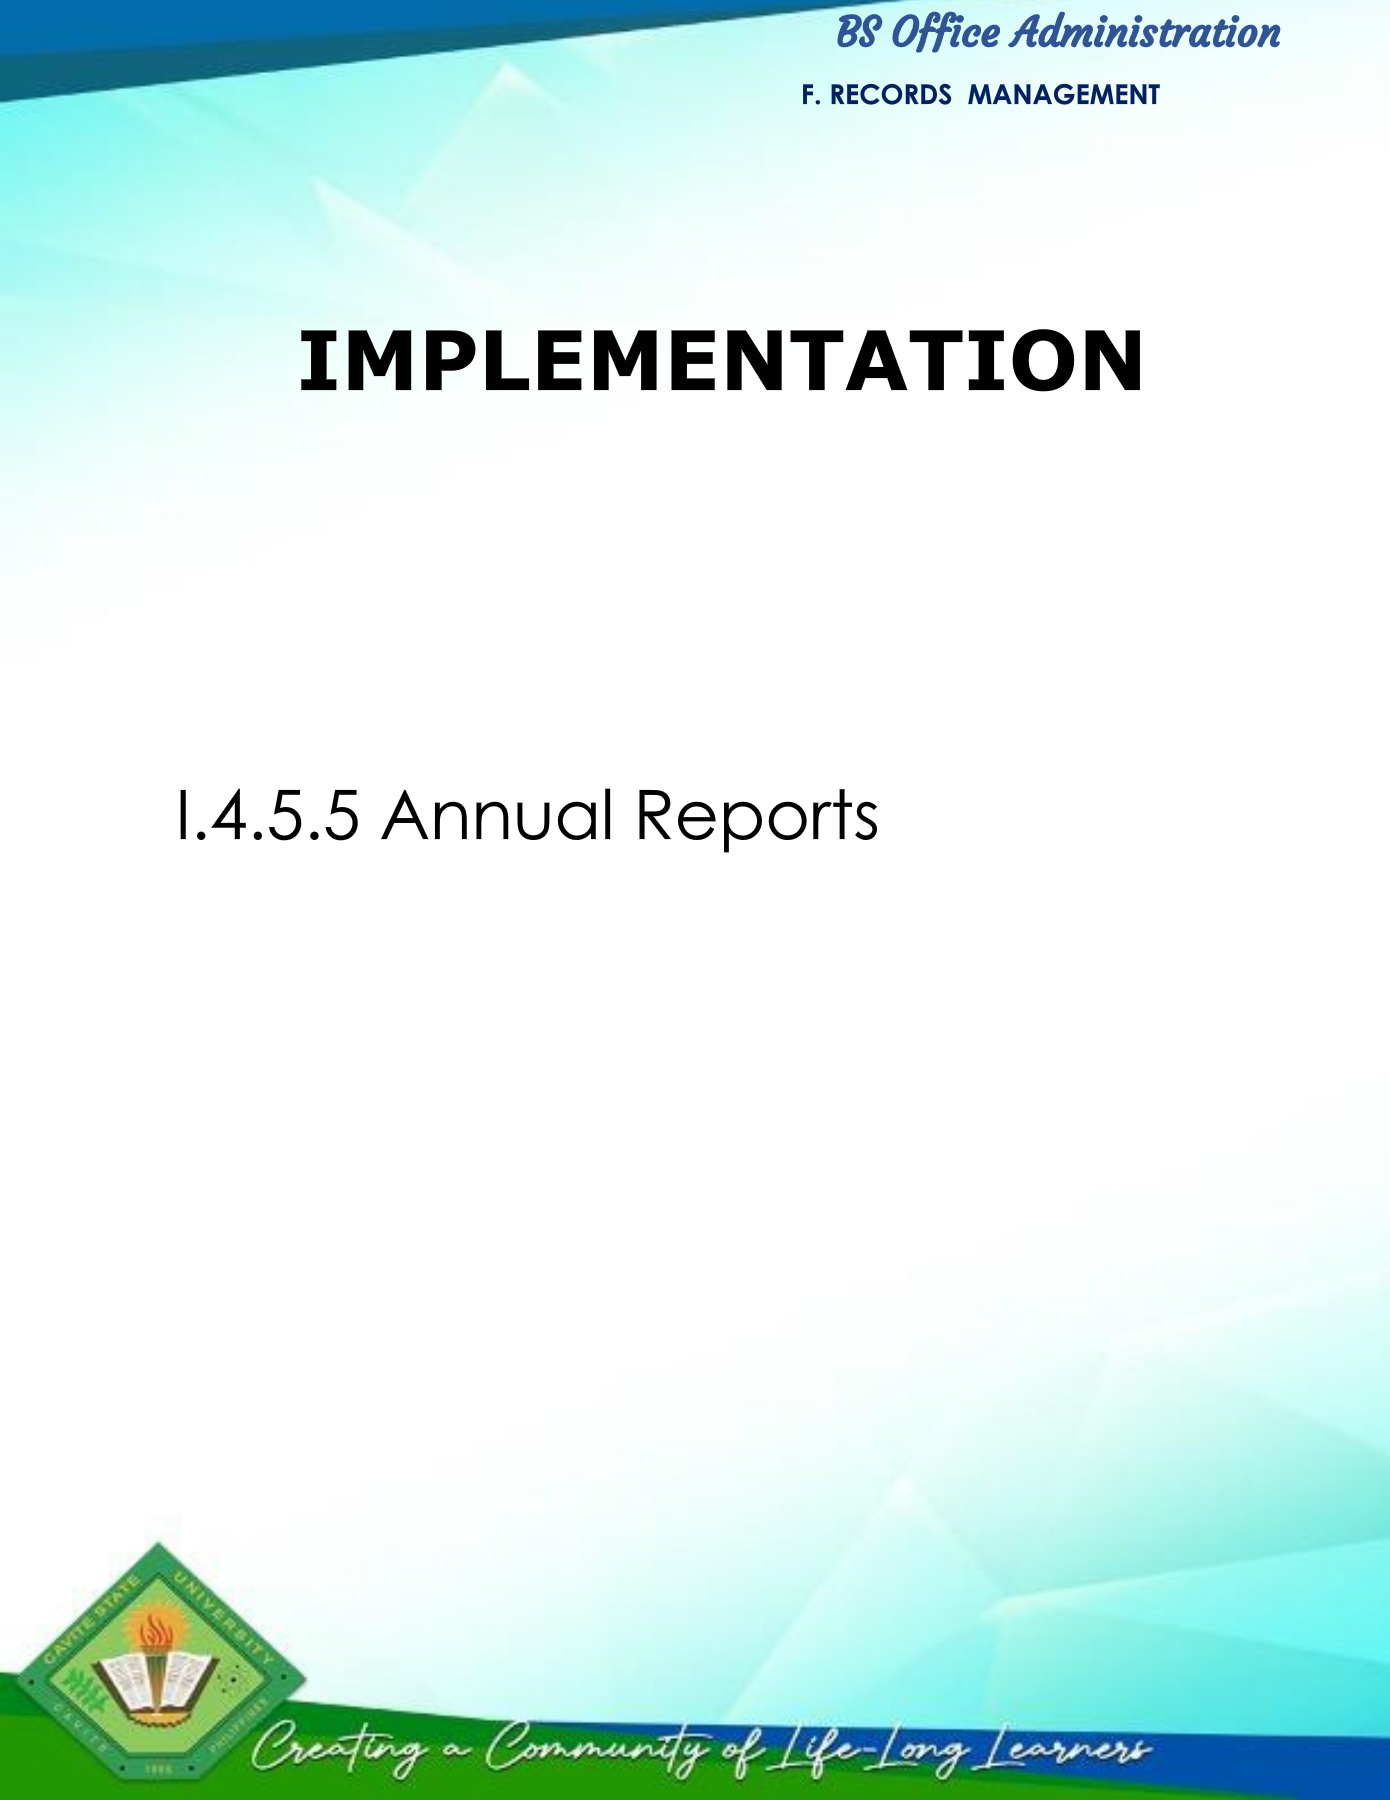 BS Office Administration
F. RECORDS MANAGEMENT
IMPLEMENTATION
I.4.5.5 Annual Reports
CAVITE STATE UNIVERSITY
CAVITE
PHILIPPINES
1906
Creating a Community of Life-Long Learners